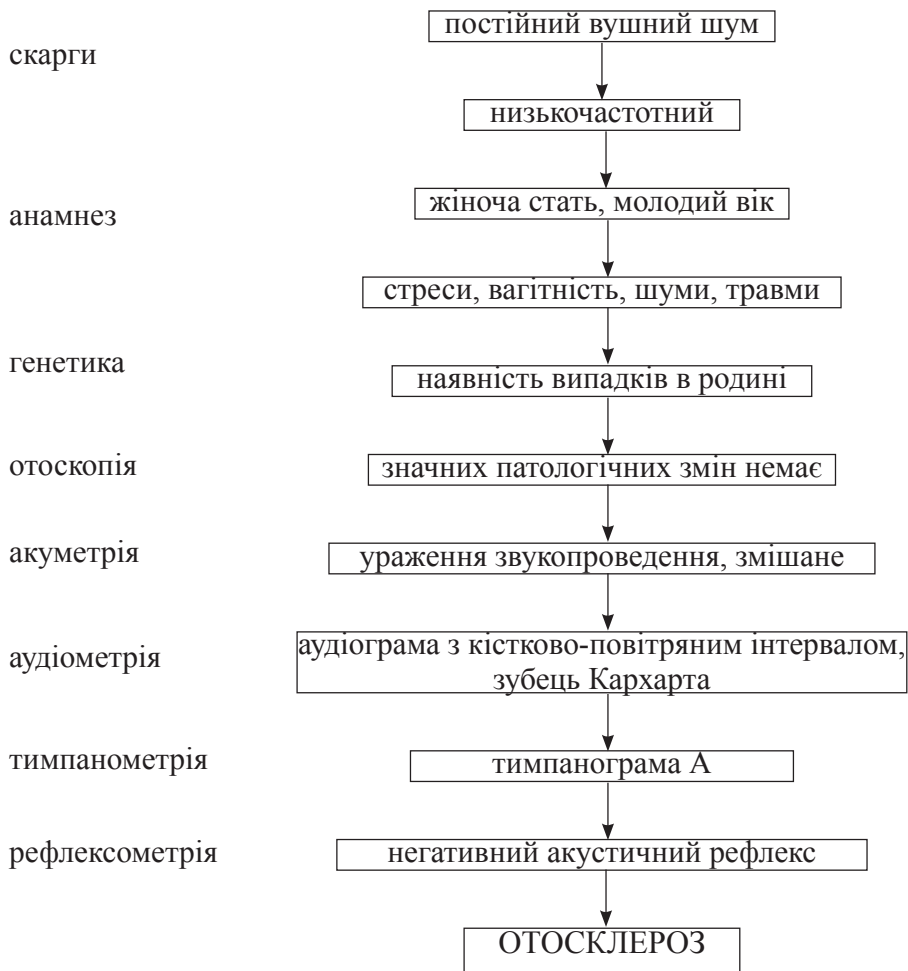 постійний вушний шум
скарги
низькочастотний
жіноча стать, молодий вік
анамнез
стреси, вагітність, шуми, травми
генетика
наявність випадків в родині
отоскопія
значних патологічних змін немає
акуметрія
ураження звукопроведення, змішане
аудіометрія
аудіограма з кістково-повітряним інтервалом,
зубець Кархарта
тимпанометрія
тимпанограма А
рефлексометрія
негативний акустичний рефлекс
ОТОСКЛЕРОЗ